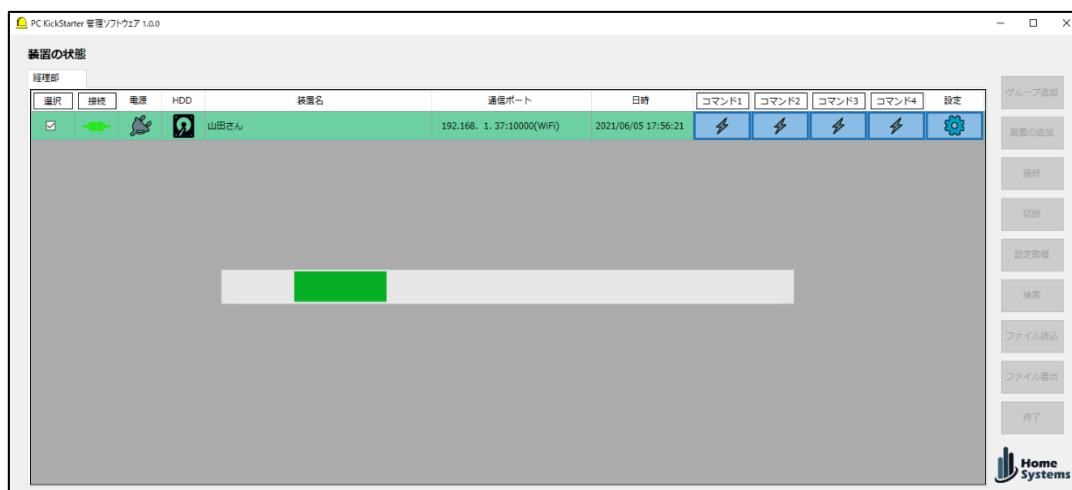 PC KickStarter 管理ソフトウェア 1.0.0
装置の状態
経理部
選択 接続 電源 HDD 装置名 通信ポート 日時 コマンド1 コマンド2 コマンド3 コマンド4 設定
山田さん 192.168. 1. 37:10000(WiFi) 2021/06/05 17:56:21
グループ追加
装置の追加
接続
切断
設定取得
検索
ファイル読込
ファイル書出
終了
Home
Systems